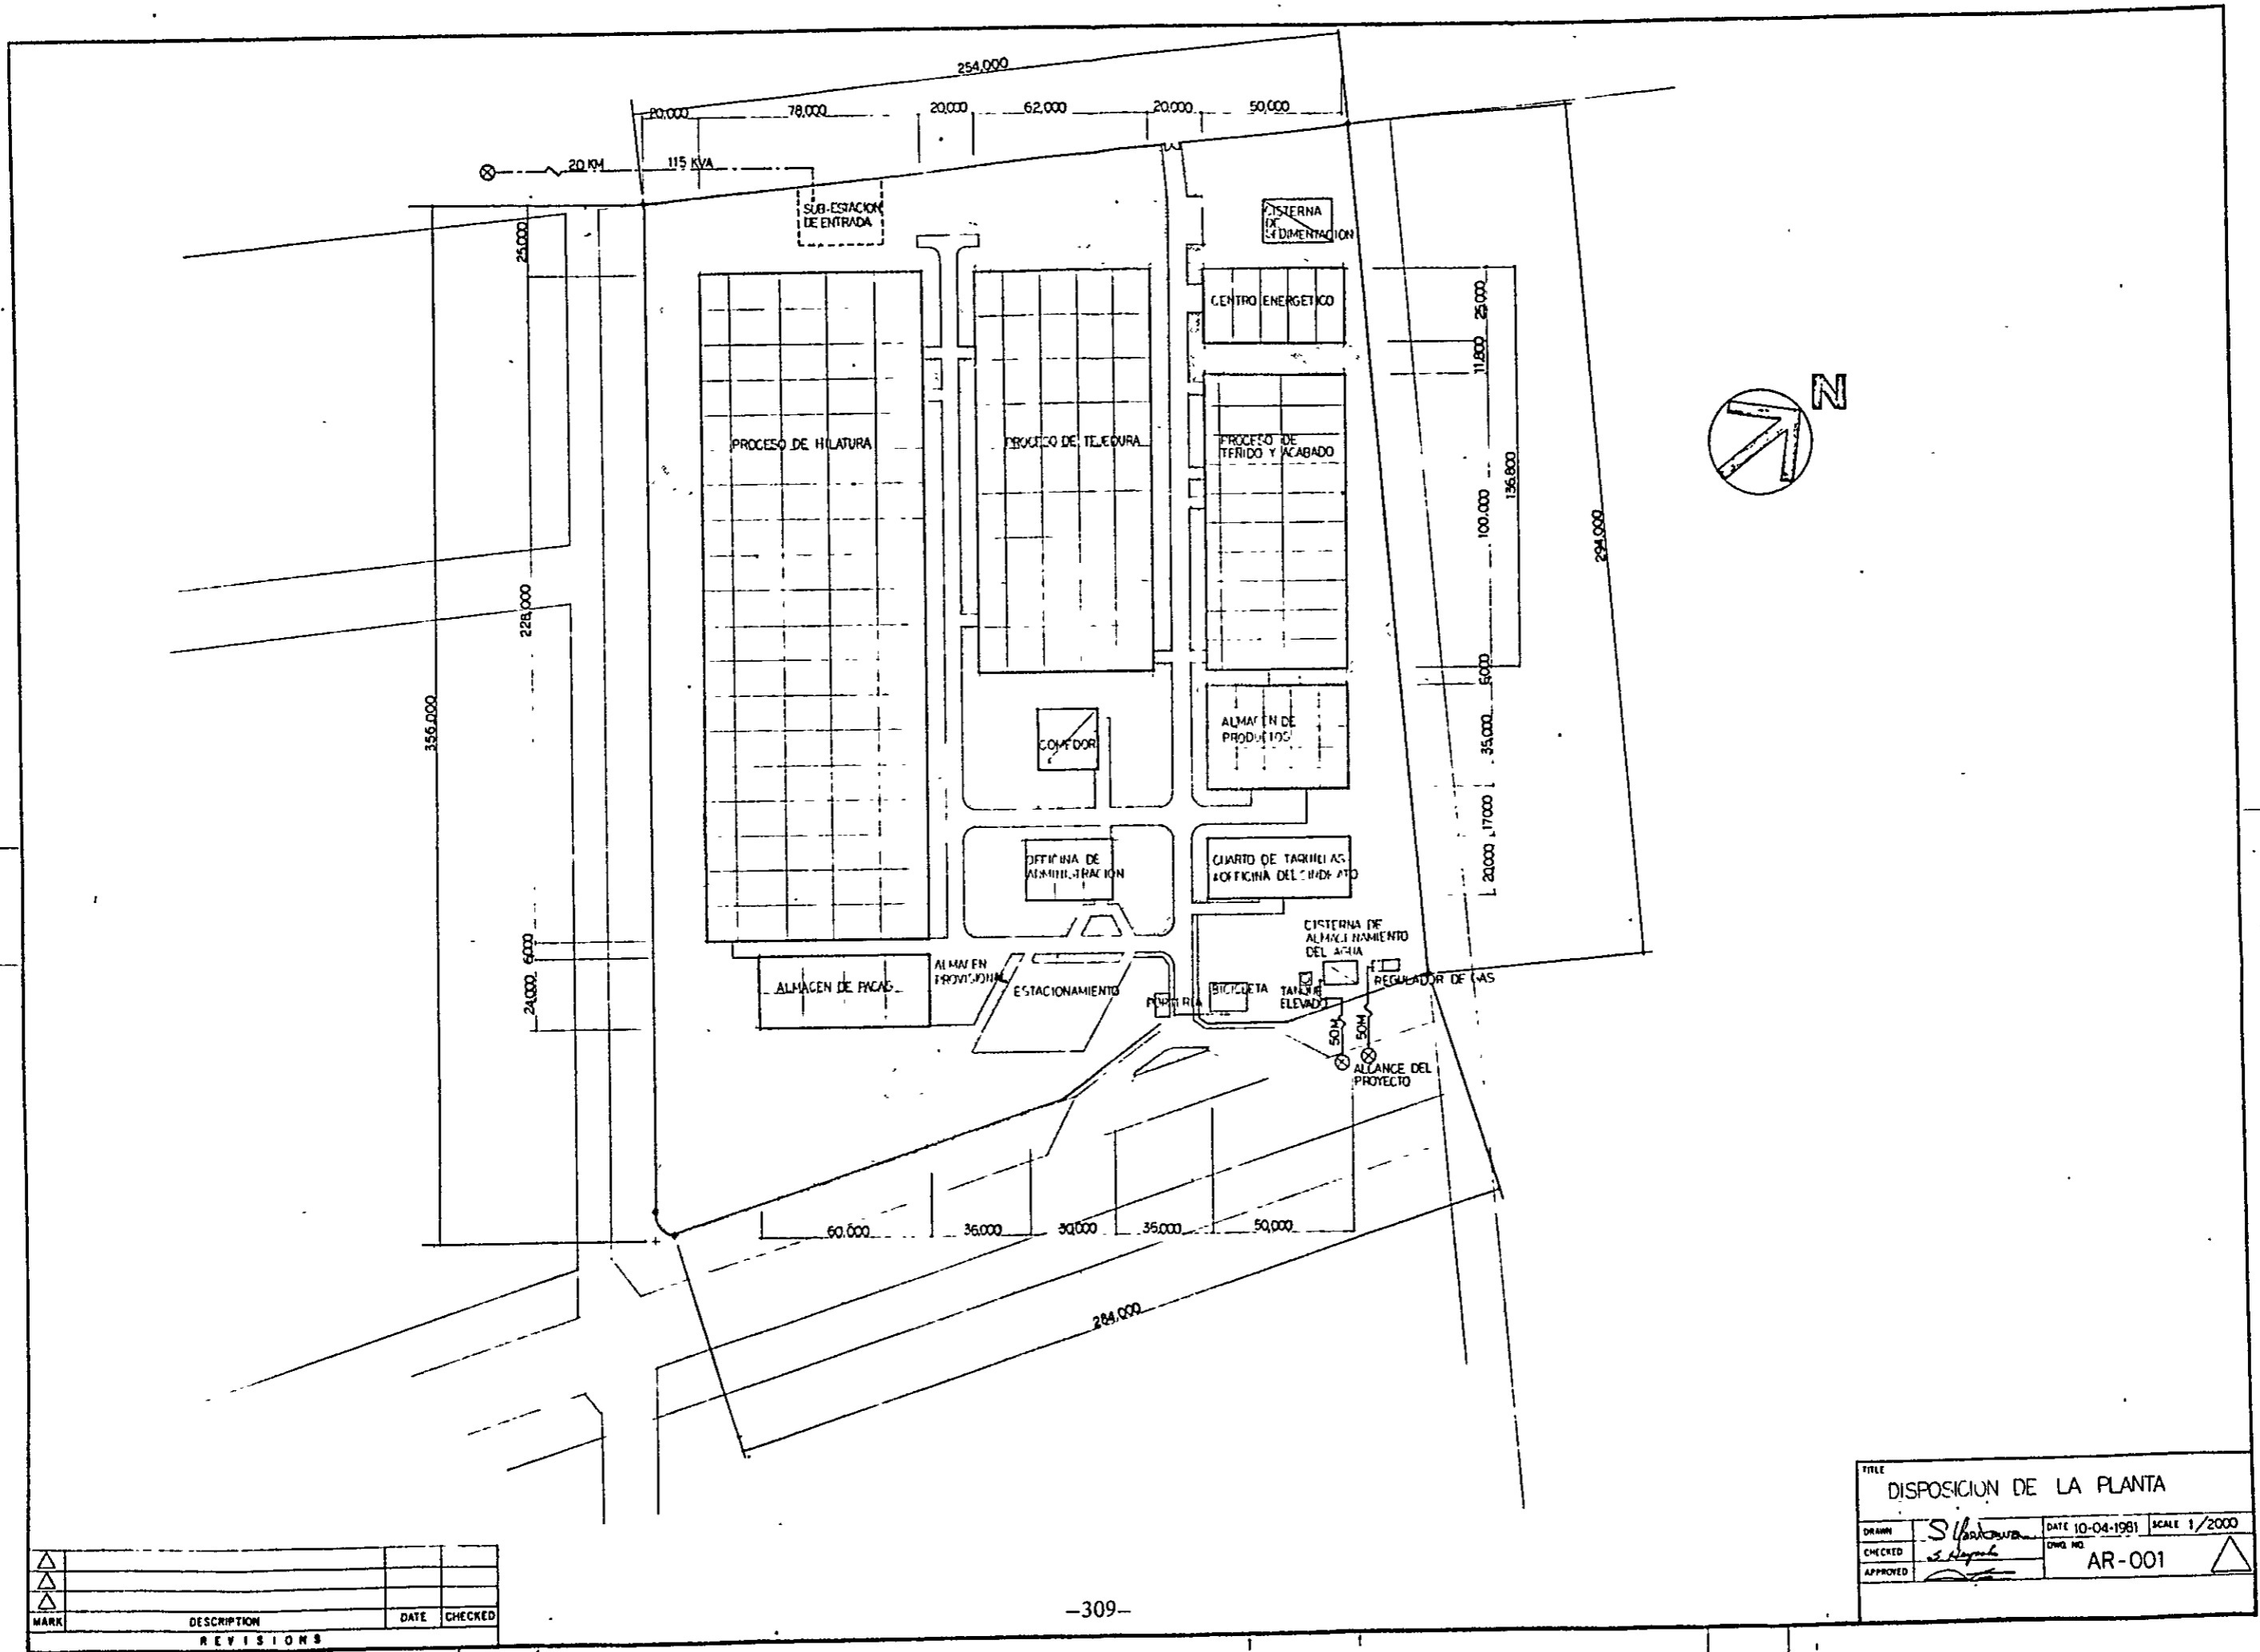 254,000
20,000
78,000
20,000
62,000
20,000
50,000
20 KM
115 KVA
SUB-ESTACION
DE ENTRADA
CISTERNA
DE
SEDIMENTACION
25,000
228,000
356,000
6,000
24,000
CENTRO ENERGETICO
PROCESO DE HILATURA
PROCESO DE TEJEDURA
PROCESO DE
TEÑIDO Y ACABADO
25,000
11,800
100,000
136,800
294,000
6,000
35,000
17,000
20,000
N
COMEDOR
ALMACEN DE
PRODUCTOS
OFFICINA DE
ADMINISTRACION
CUARTO DE TAQUILLAS
&OFFICINA DEL SINDICATO
CISTERNA DE
ALMACENAMIENTO
DEL AGUA
ALMACEN DE PACAS
ALMACEN
PROVISIONAL
ESTACIONAMIENTO
PORTERIA
BICICLETA
TANQUE
ELEVADO
REGULADOR DE GAS
50M
50M
ALCANCE DEL
PROYECTO
60,000
36,000
30,000
35,000
50,000
284,000
TITLE
DISPOSICION DE LA PLANTA
DRAWN
DATE 10-04-1981
SCALE 1/2000
CHECKED
DWG. NO.
AR-001
APPROVED
MARK
DESCRIPTION
DATE
CHECKED
REVISIONS
-309-